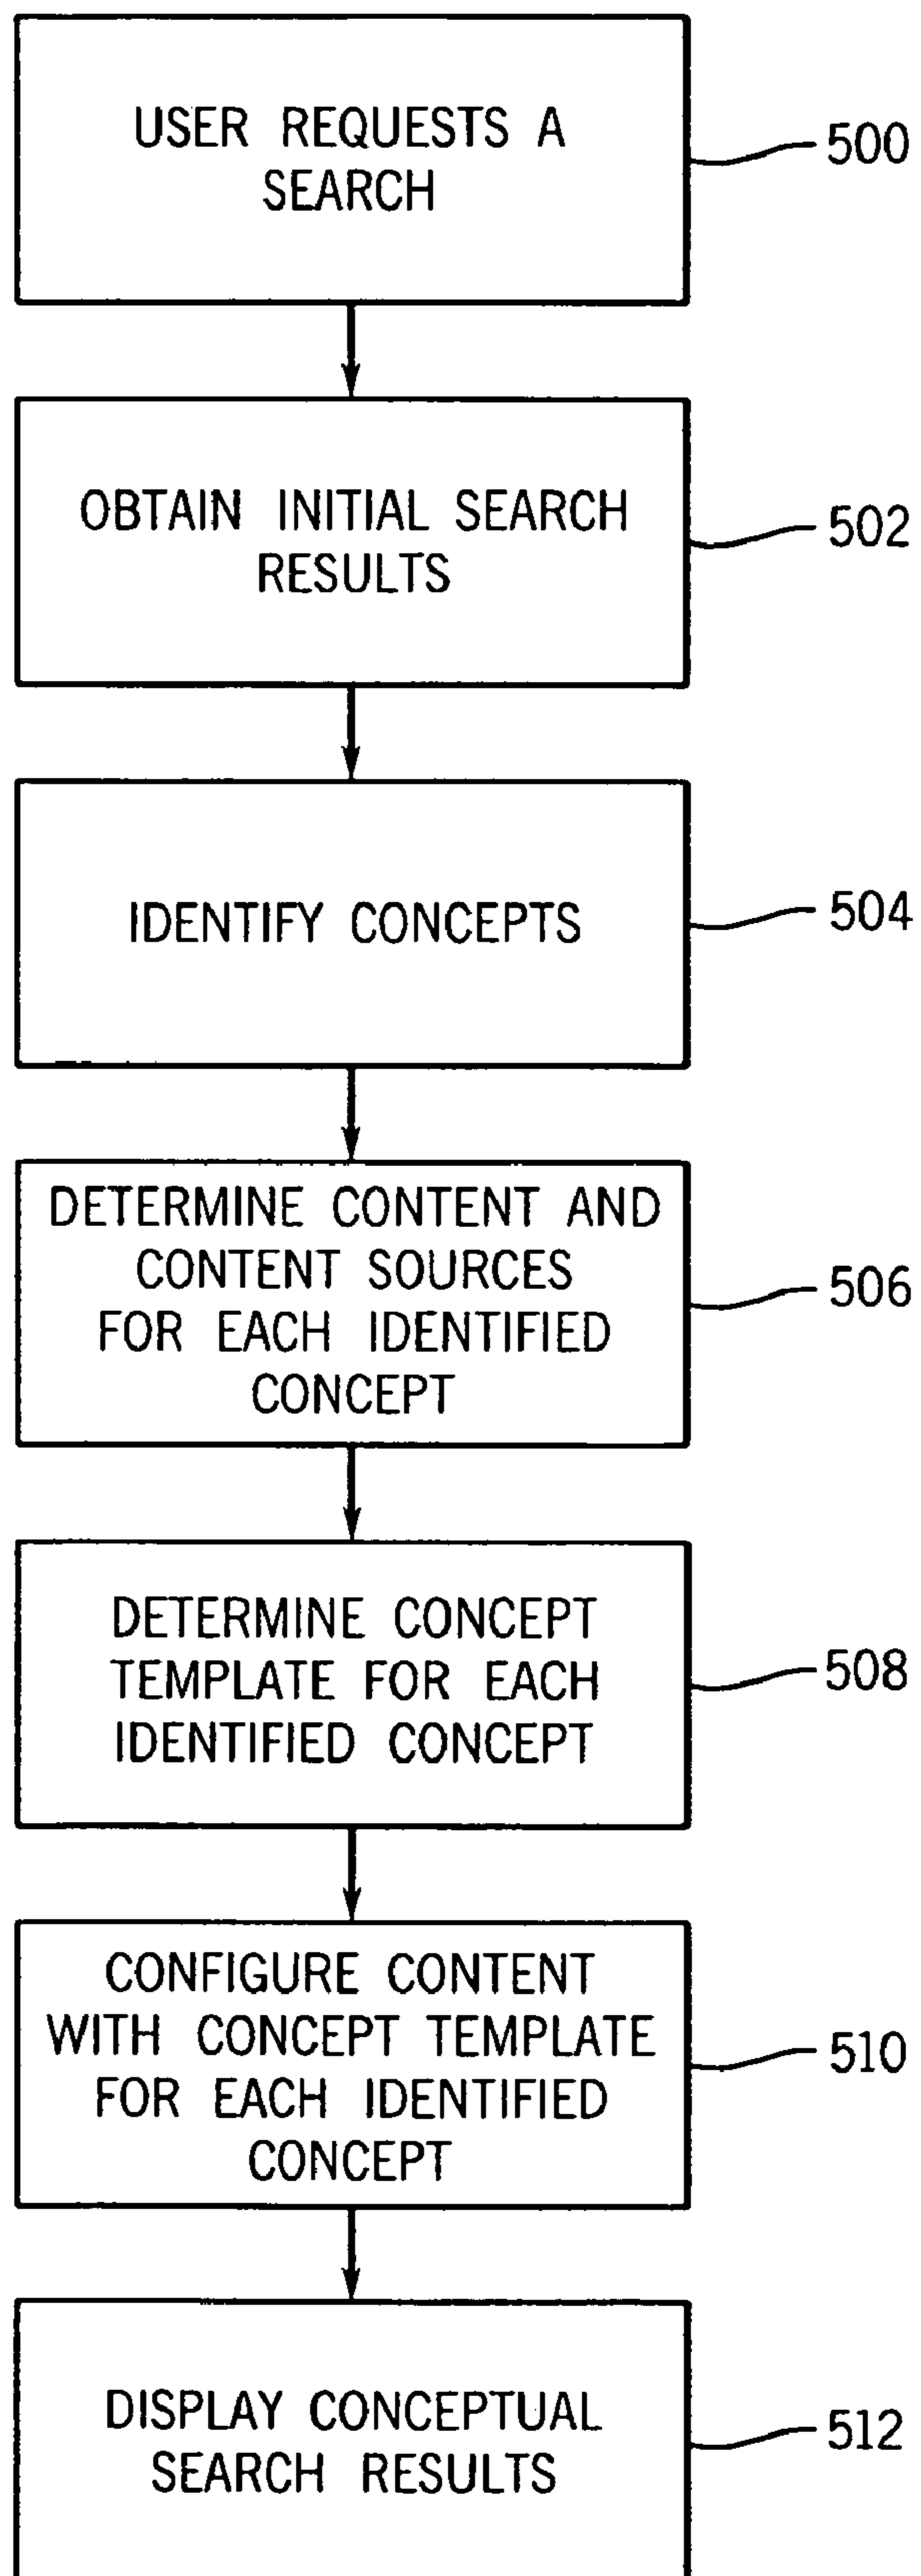 USER REQUESTS A
SEARCH
500
OBTAIN INITIAL SEARCH
RESULTS
502
IDENTIFY CONCEPTS
504
DETERMINE CONTENT AND
CONTENT SOURCES
FOR EACH IDENTIFIED
CONCEPT
506
DETERMINE CONCEPT
TEMPLATE FOR EACH
IDENTIFIED CONCEPT
508
CONFIGURE CONTENT
WITH CONCEPT TEMPLATE
FOR EACH IDENTIFIED
CONCEPT
510
DISPLAY CONCEPTUAL
SEARCH RESULTS
512